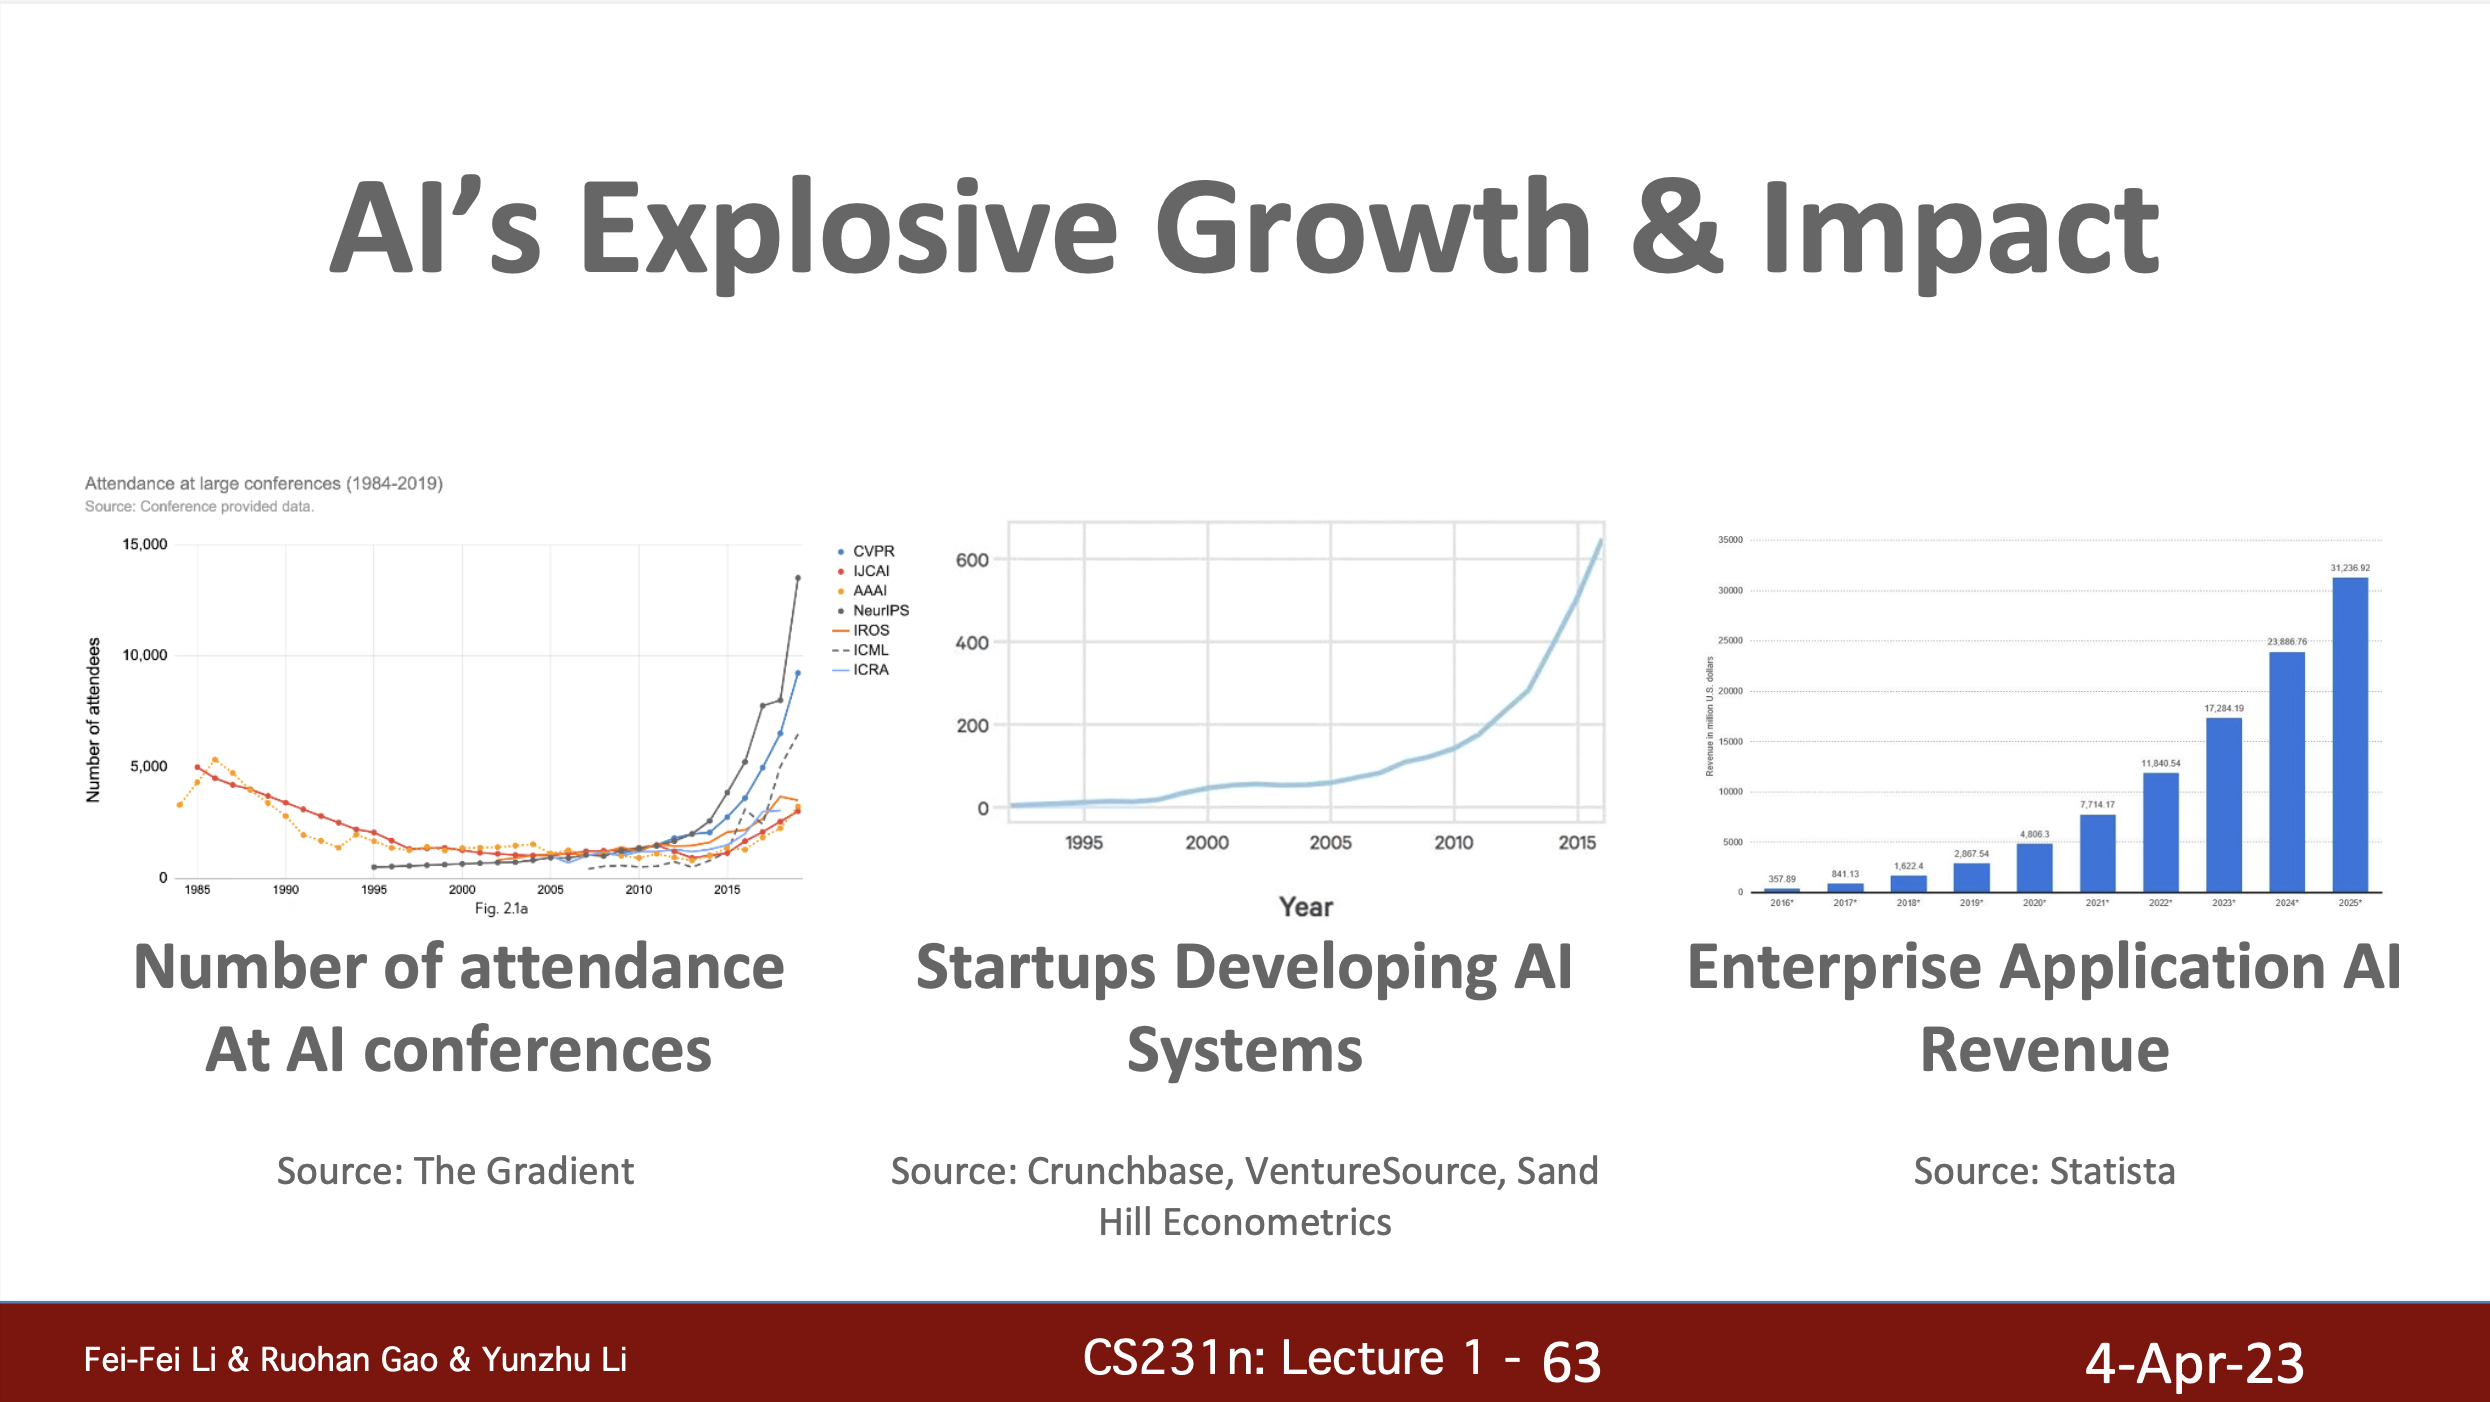 AI’s Explosive Growth & Impact
Attendance at large conferences (1984-2019)
Source: Conference provided data.
Number of attendees
15,000
10,000
5,000
0
1985
1990
1995
2000
2005
2010
2015
Fig. 2.1a
CVPR
IJCAI
AAAI
NeurIPS
IROS
ICML
ICRA
Number of attendance
At AI conferences
Source: The Gradient
600
400
200
0
1995
2000
2005
2010
2015
Year
Startups Developing AI
Systems
Source: Crunchbase, VentureSource, Sand
Hill Econometrics
Revenue in million U.S. dollars
35000
30000
25000
20000
15000
10000
5000
0
357.89
841.13
1,622.4
2,867.54
4,806.3
7,714.17
11,840.54
17,284.19
23,886.76
31,236.92
2016*
2017*
2018*
2019*
2020*
2021*
2022*
2023*
2024*
2025*
Enterprise Application AI
Revenue
Source: Statista
Fei-Fei Li & Ruohan Gao & Yunzhu Li
CS231n: Lecture 1 - 63
4-Apr-23